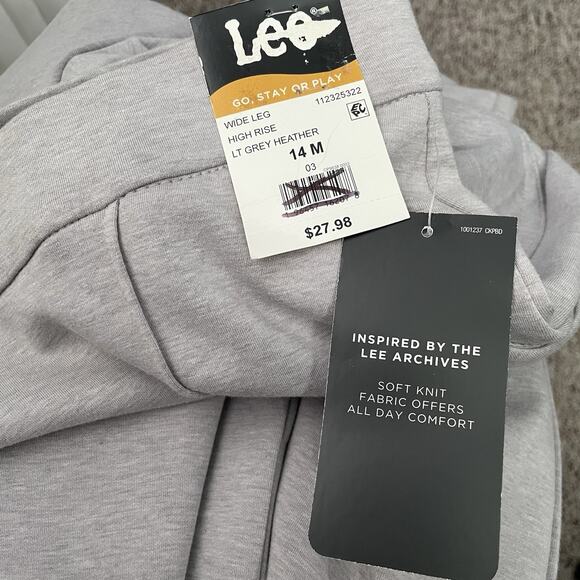 Lee
®
GO, STAY OR PLAY
WIDE LEG
112325322
HIGH RISE
LT GREY HEATHER
14 M
03
$27.98
1001237 CKPBD
INSPIRED BY THE
LEE ARCHIVES
SOFT KNIT
FABRIC OFFERS
ALL DAY COMFORT